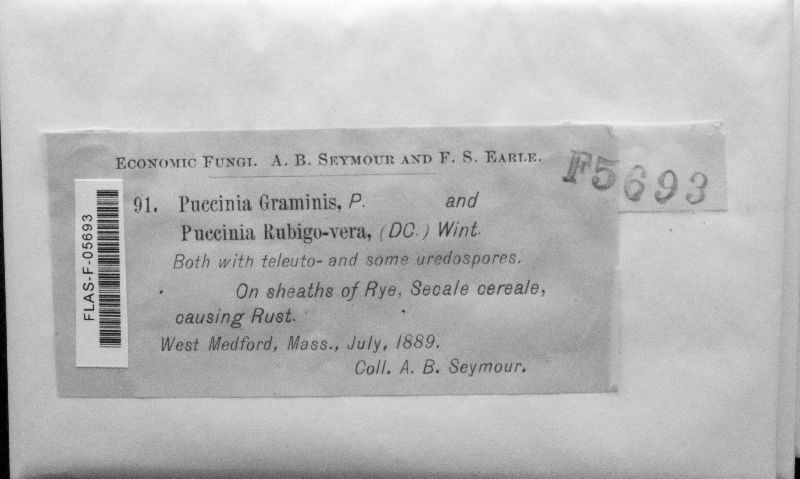 ECONOMIC FUNGI. A. B. SEYMOUR AND F. S. EARLE.
F5693
91. Puccinia Graminis, P. and
Puccinia Rubigo-vera, (DC.) Wint.
Both with teleuto- and some uredospores.
On sheaths of Rye, Secale cereale,
causing Rust.
West Medford, Mass., July, 1889.
Coll. A. B. Seymour.
FLAS-F-05693